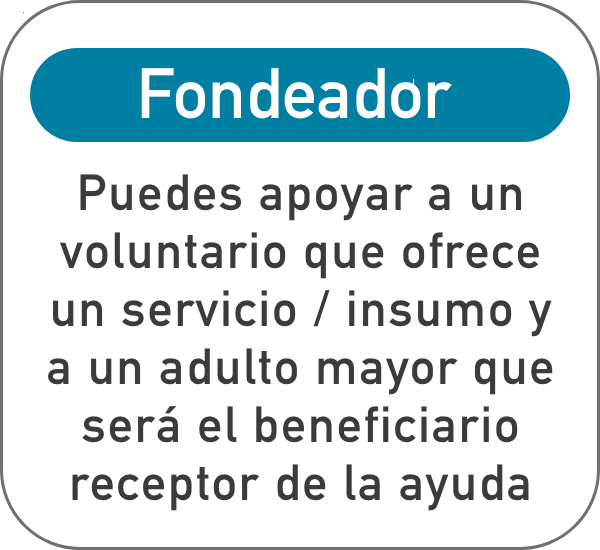 Fondeador
Puedes apoyar a un
voluntario que ofrece
un servicio / insumo y
a un adulto mayor que
será el beneficiario
receptor de la ayuda